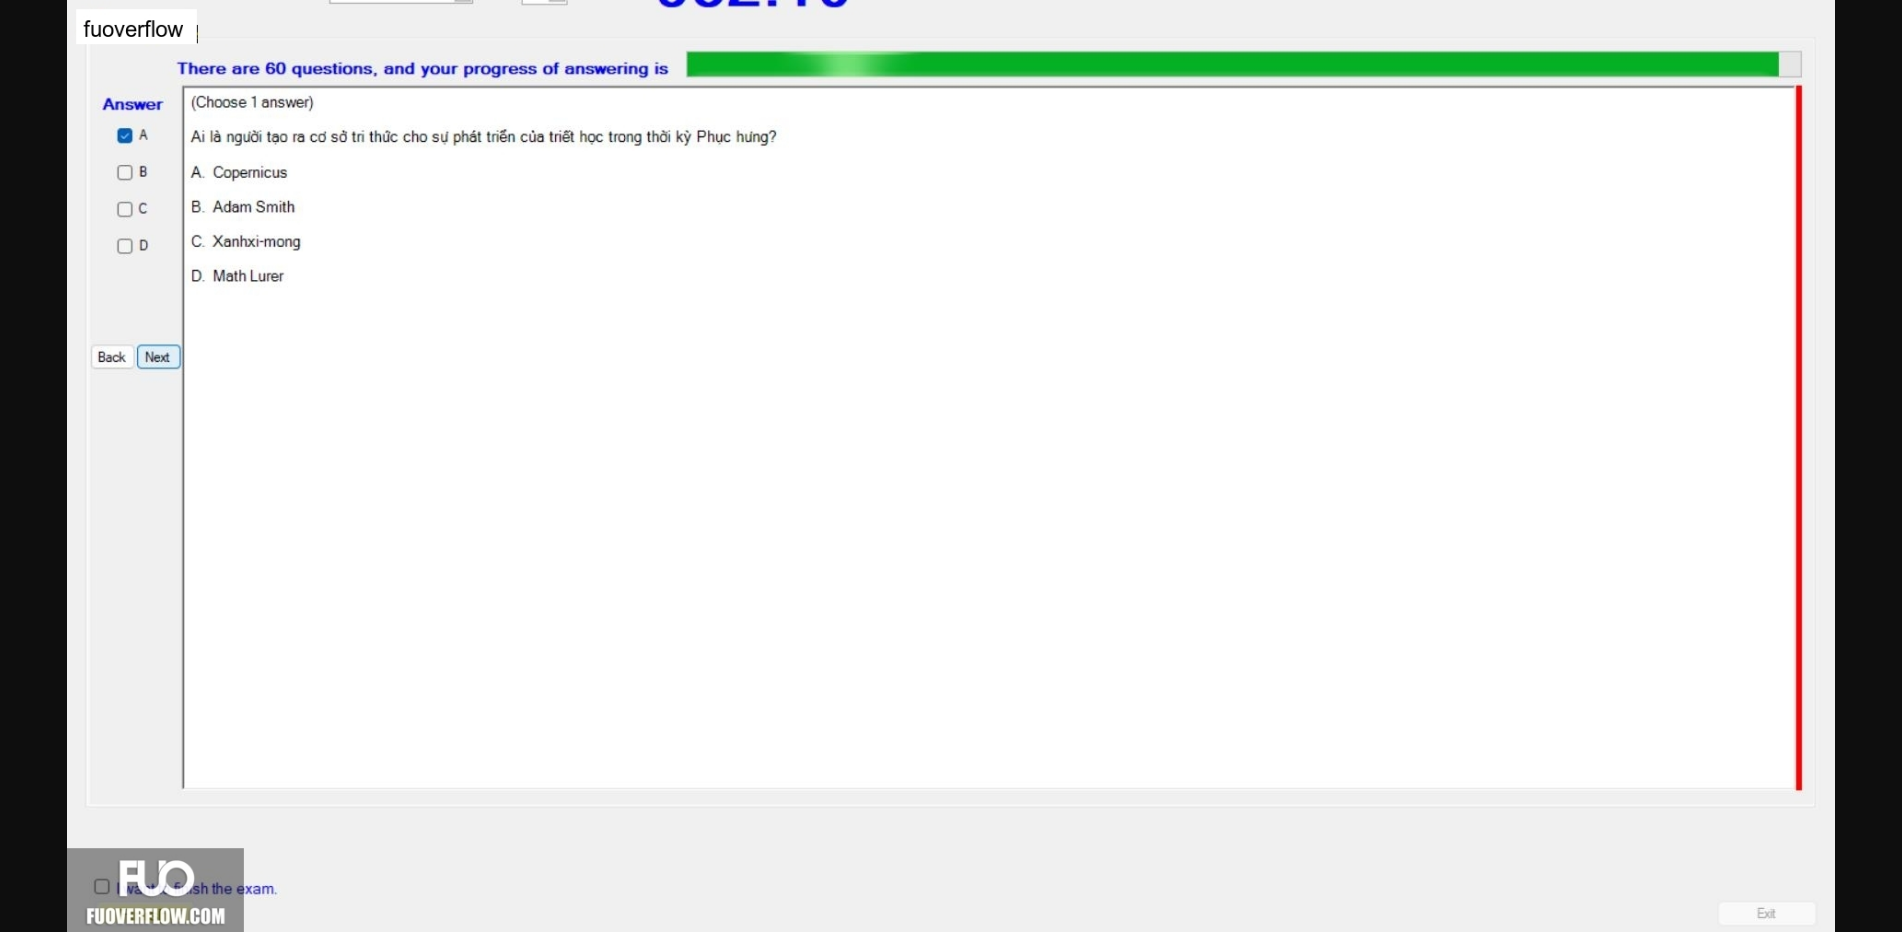 fuoverflow
There are 60 questions, and your progress of answering is
Answer
(Choose 1 answer)
A
Ai là người tạo ra cơ sở tri thức cho sự phát triển của triết học trong thời kỳ Phục hưng?
B
A. Copernicus
C
B. Adam Smith
D
C. Xanhxi-mong
D. Math Lurer
Back Next
I want finish the exam.
FUO
FUOVERFLOW.COM
Exit